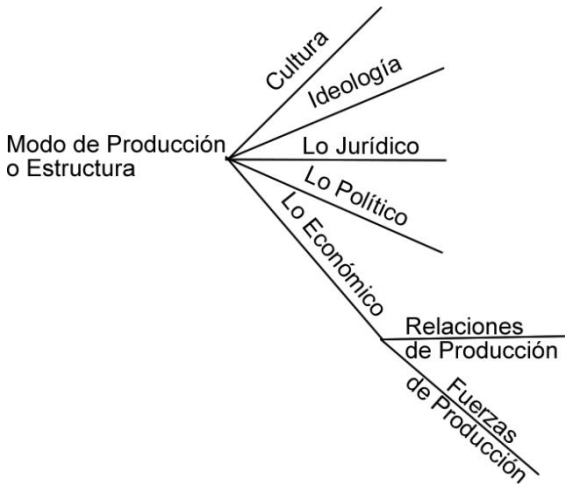 Cultura
Ideología
Modo de Producción
o Estructura
Lo Jurídico
Lo Político
Lo Económico
Relaciones
de Producción
Fuerzas
de Producción